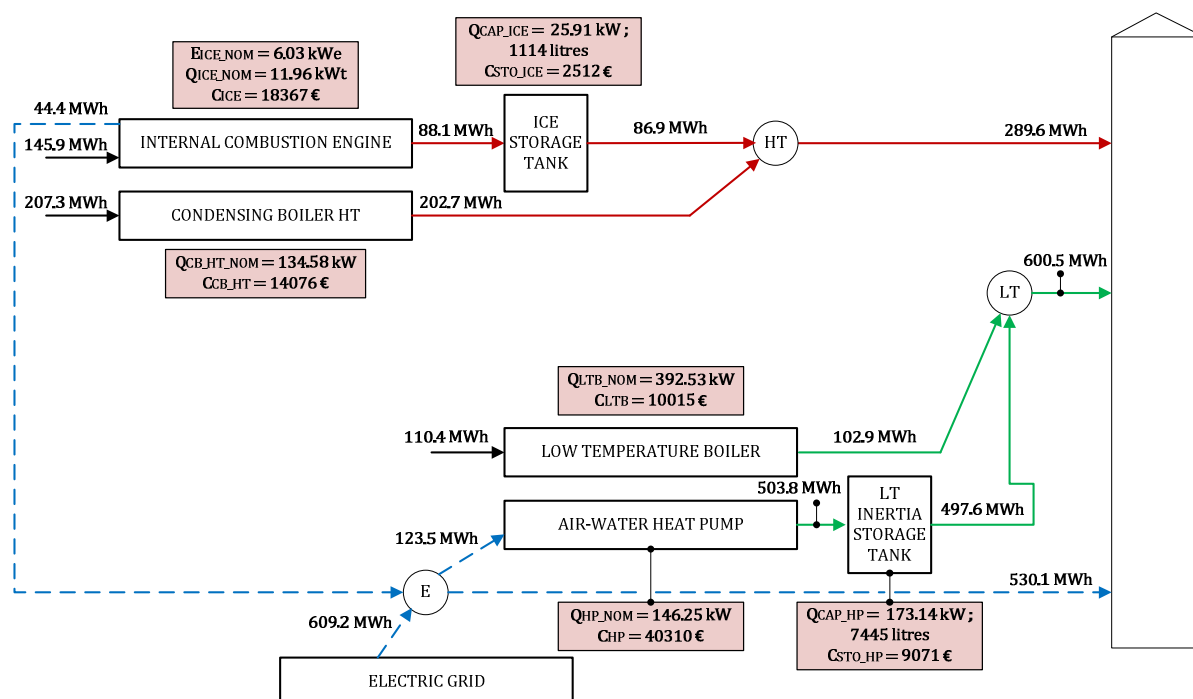 QCAP_ICE = 25.91 kW ;
1114 litres
CSTO_ICE = 2512 €
EICE_NOM = 6.03 kWe
QICE_NOM = 11.96 kWt
CICE = 18367 €
44.4 MWh
145.9 MWh
INTERNAL COMBUSTION ENGINE
88.1 MWh
ICE
STORAGE
TANK
86.9 MWh
HT
289.6 MWh
207.3 MWh
CONDENSING BOILER HT
202.7 MWh
QCB_HT_NOM = 134.58 kW
CCB_HT = 14076 €
600.5 MWh
LT
QLTB_NOM = 392.53 kW
CLTB = 10015 €
110.4 MWh
LOW TEMPERATURE BOILER
102.9 MWh
503.8 MWh
LT
INERTIA
STORAGE
TANK
497.6 MWh
AIR-WATER HEAT PUMP
123.5 MWh
E
530.1 MWh
609.2 MWh
QHP_NOM = 146.25 kW
CHP = 40310 €
QCAP_HP = 173.14 kW ;
7445 litres
CSTO_HP = 9071 €
ELECTRIC GRID